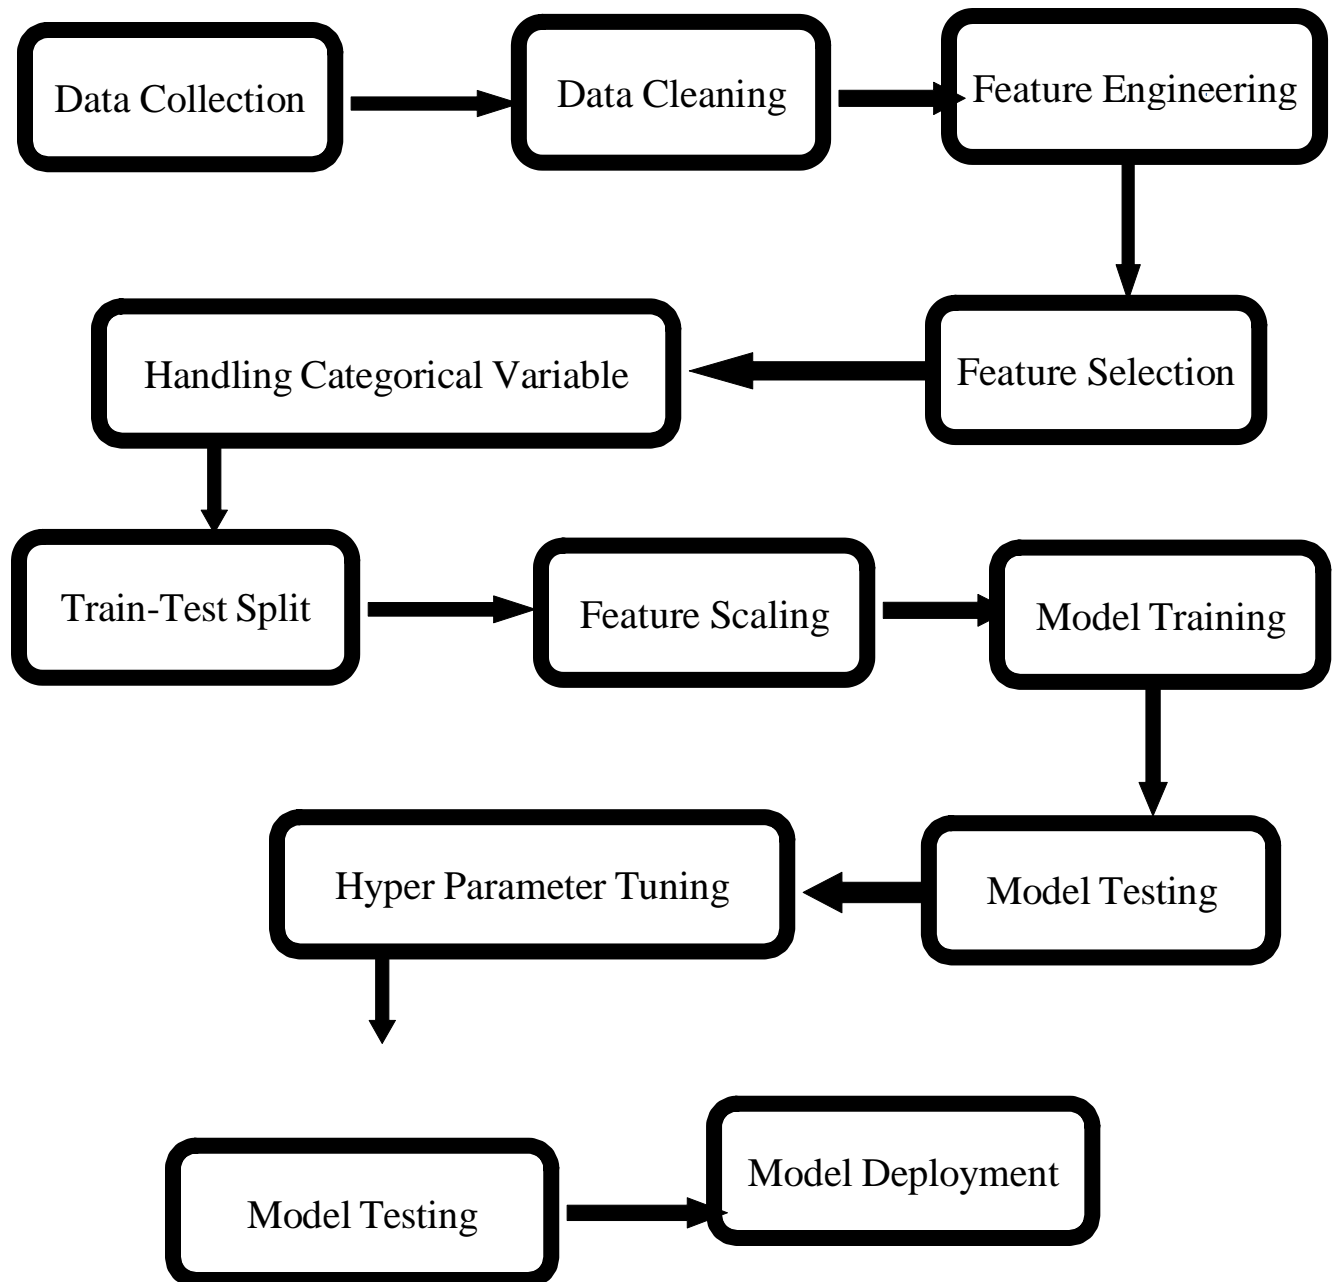 Data Collection
Data Cleaning
Feature Engineering
Feature Selection
Handling Categorical Variable
Train-Test Split
Feature Scaling
Model Training
Model Testing
Hyper Parameter Tuning
Model Testing
Model Deployment